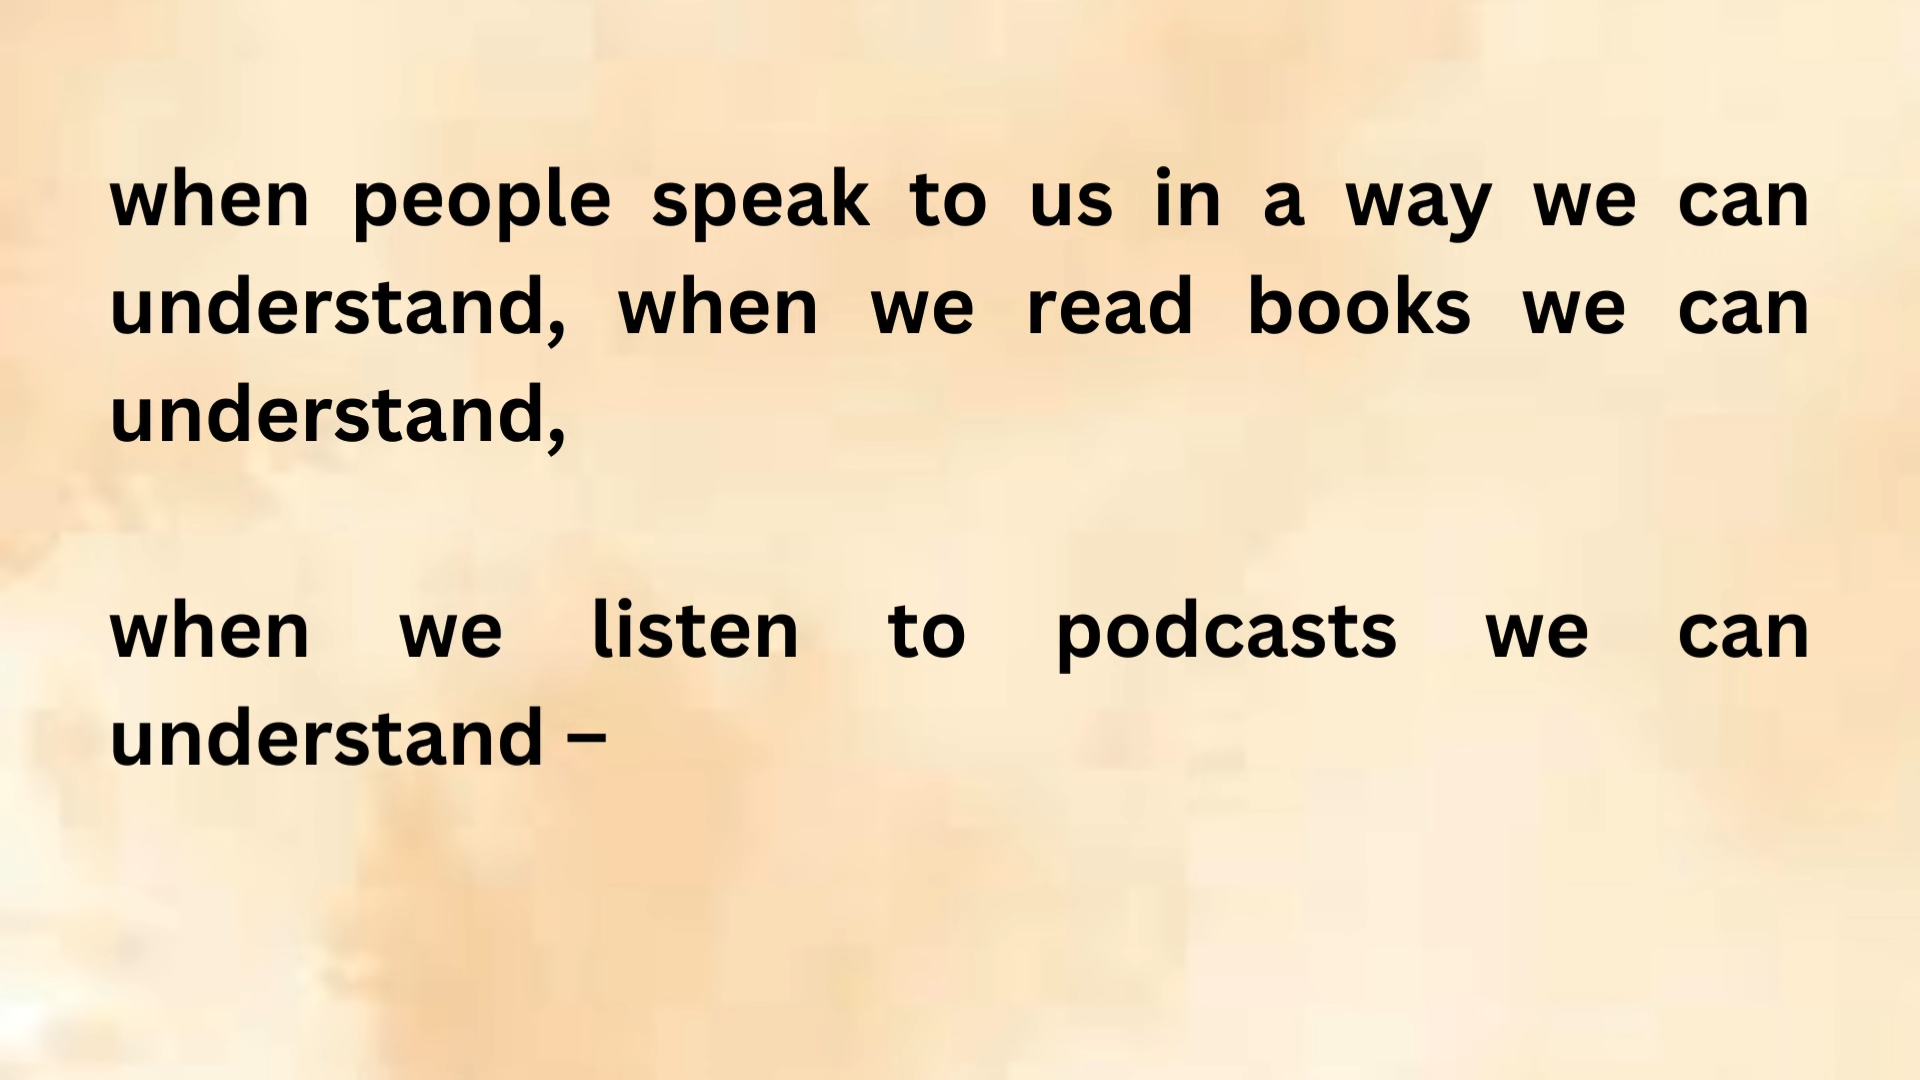 when people speak to us in a way we can
understand, when we read books we can
understand,
when we listen to podcasts we can
understand –